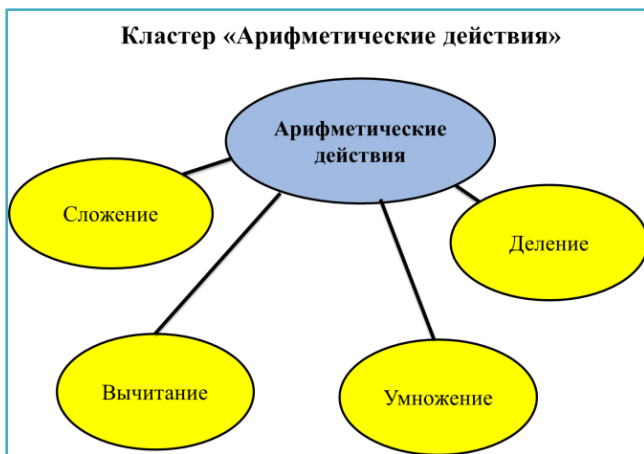 Кластер «Арифметические действия»
Арифметические
действия
Сложение
Деление
Вычитание
Умножение